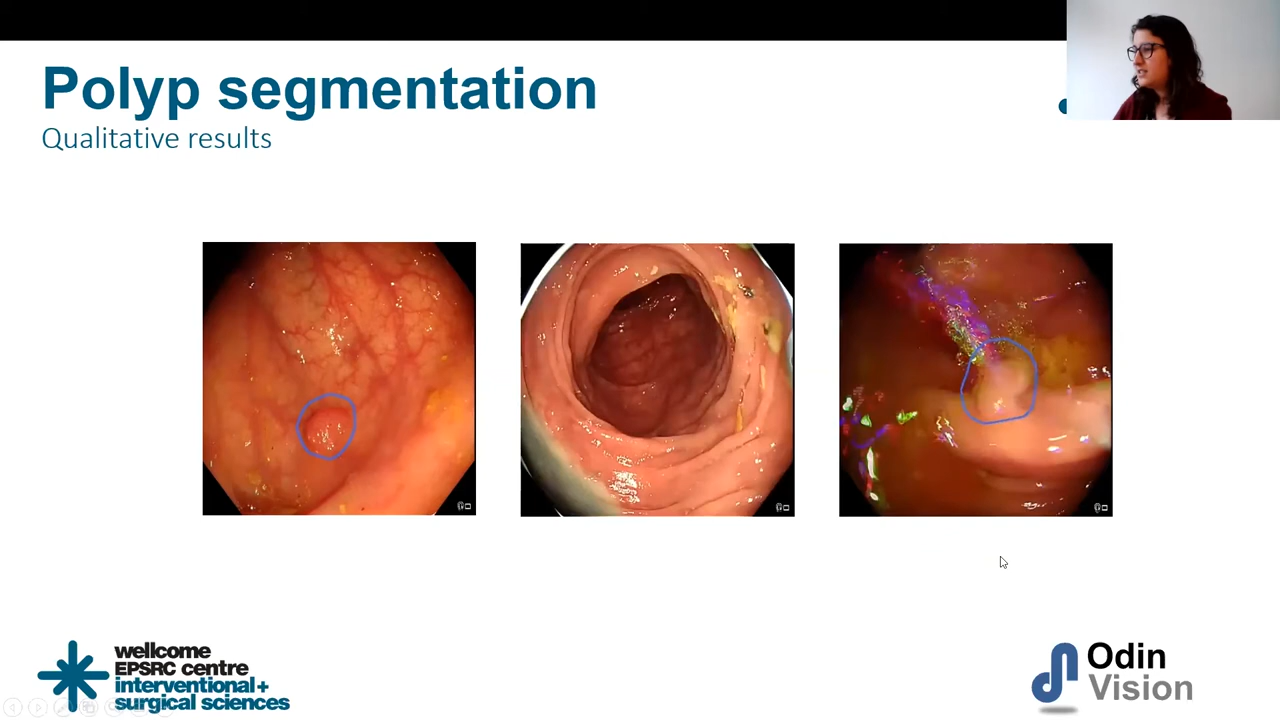 Polyp segmentation
Qualitative results
wellcome
EPSRC centre
interventional+
surgical sciences
Odin
Vision